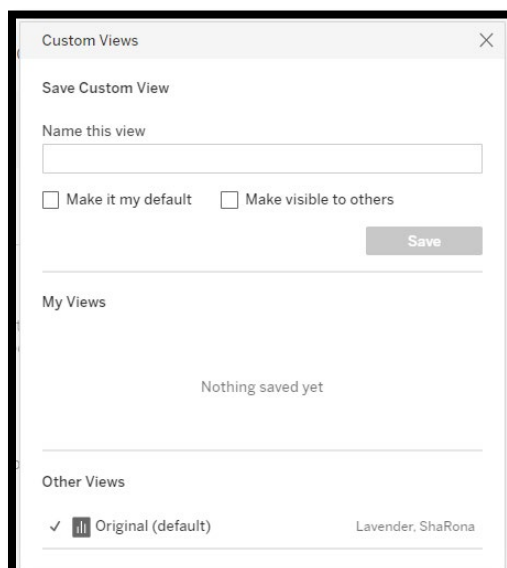 Custom Views
Save Custom View
Name this view
Make it my default
Make visible to others
Save
My Views
Nothing saved yet
Other Views
Original (default)
Lavender, ShaRona